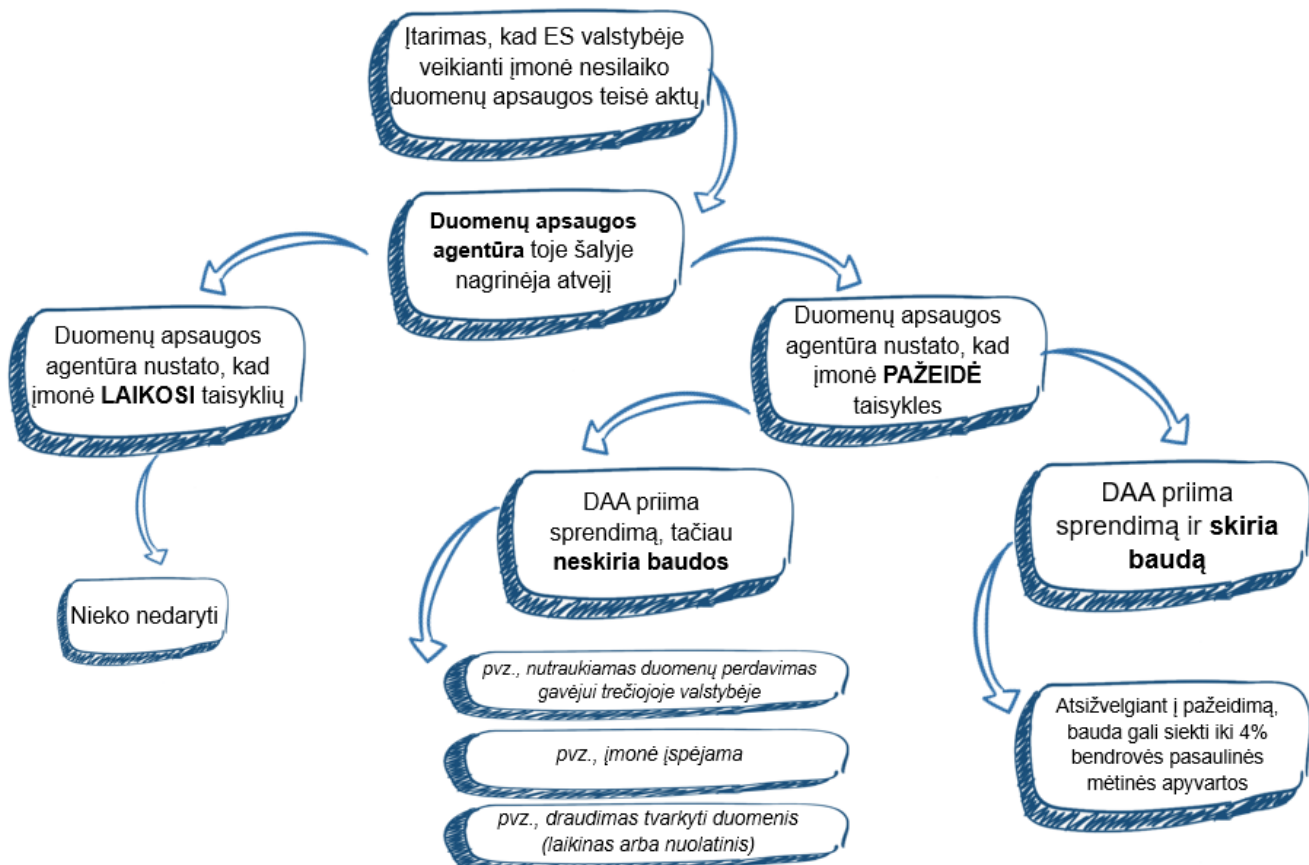 Įtarimas, kad ES valstybėje
veikianti įmonė nesilaiko
duomenų apsaugos teisė aktų
Duomenų apsaugos
agentūra toje šalyje
nagrinėja atvejį
Duomenų apsaugos
agentūra nustato, kad
įmonė LAIKOSI taisyklių
Duomenų apsaugos
agentūra nustato, kad
įmonė PAŽEIDĖ
taisykles
Nieko nedaryti
DAA priima
sprendimą, tačiau
neskiria baudos
DAA priima
sprendimą ir skiria
baudą
pvz., nutraukiamas duomenų perdavimas
gavėjui trečiojoje valstybėje
pvz., įmonė įspėjama
pvz., draudimas tvarkyti duomenis
(laikinas arba nuolatinis)
Atsižvelgiant į pažeidimą,
bauda gali siekti iki 4%
bendrovės pasaulinės
mėtinės apyvartos